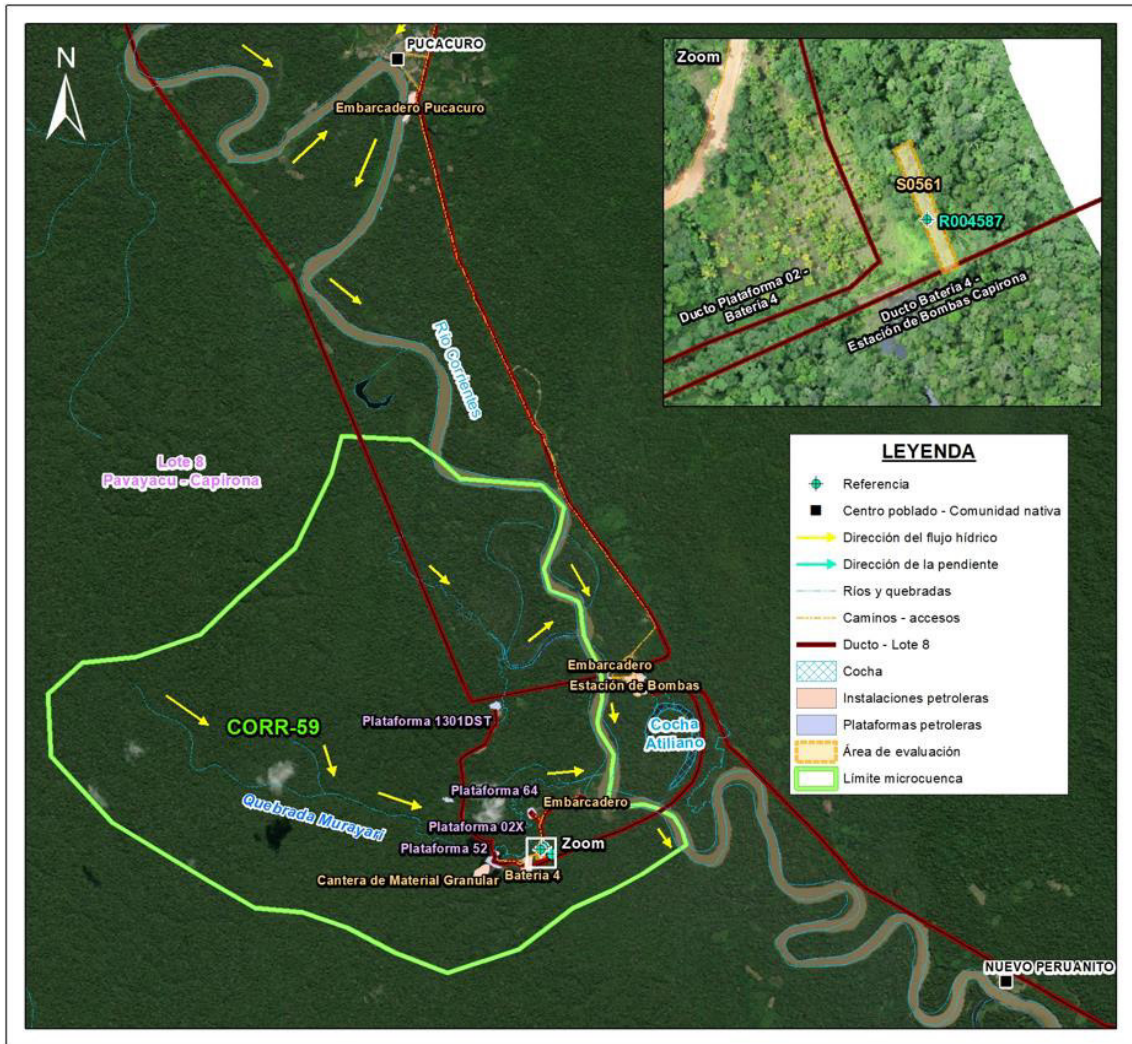 N
PUCACURO
Embarcadero Pucacuro
Río Corrientes
Lote 8
Pavayacu - Capirona
CORR-59
Quebrada Murayari
Plataforma 1301DST
Embarcadero
Estación de Bombas
Cocha
Atiliano
Plataforma 64
Embarcadero
Plataforma 02X
Plataforma 52
Zoom
Cantera de Material Granular
Batería 4
NUEVO PERUANITO
Zoom
S0561
R004587
Ducto Plataforma 02 -
Batería 4
Ducto Batería 4 -
Estación de Bombas Capirona
LEYENDA
Referencia
Centro poblado - Comunidad nativa
Dirección del flujo hídrico
Dirección de la pendiente
Ríos y quebradas
Caminos - accesos
Ducto - Lote 8
Cocha
Instalaciones petroleras
Plataformas petroleras
Área de evaluación
Límite microcuenca